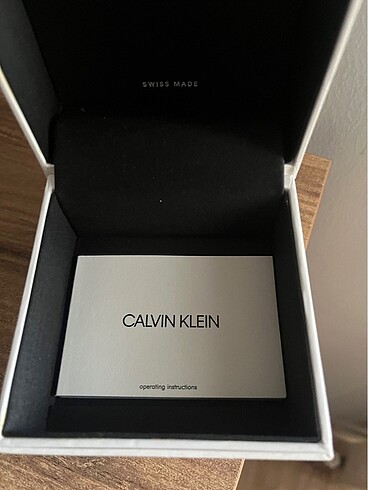 SWISS MADE
CALVIN KLEIN
operating instructions